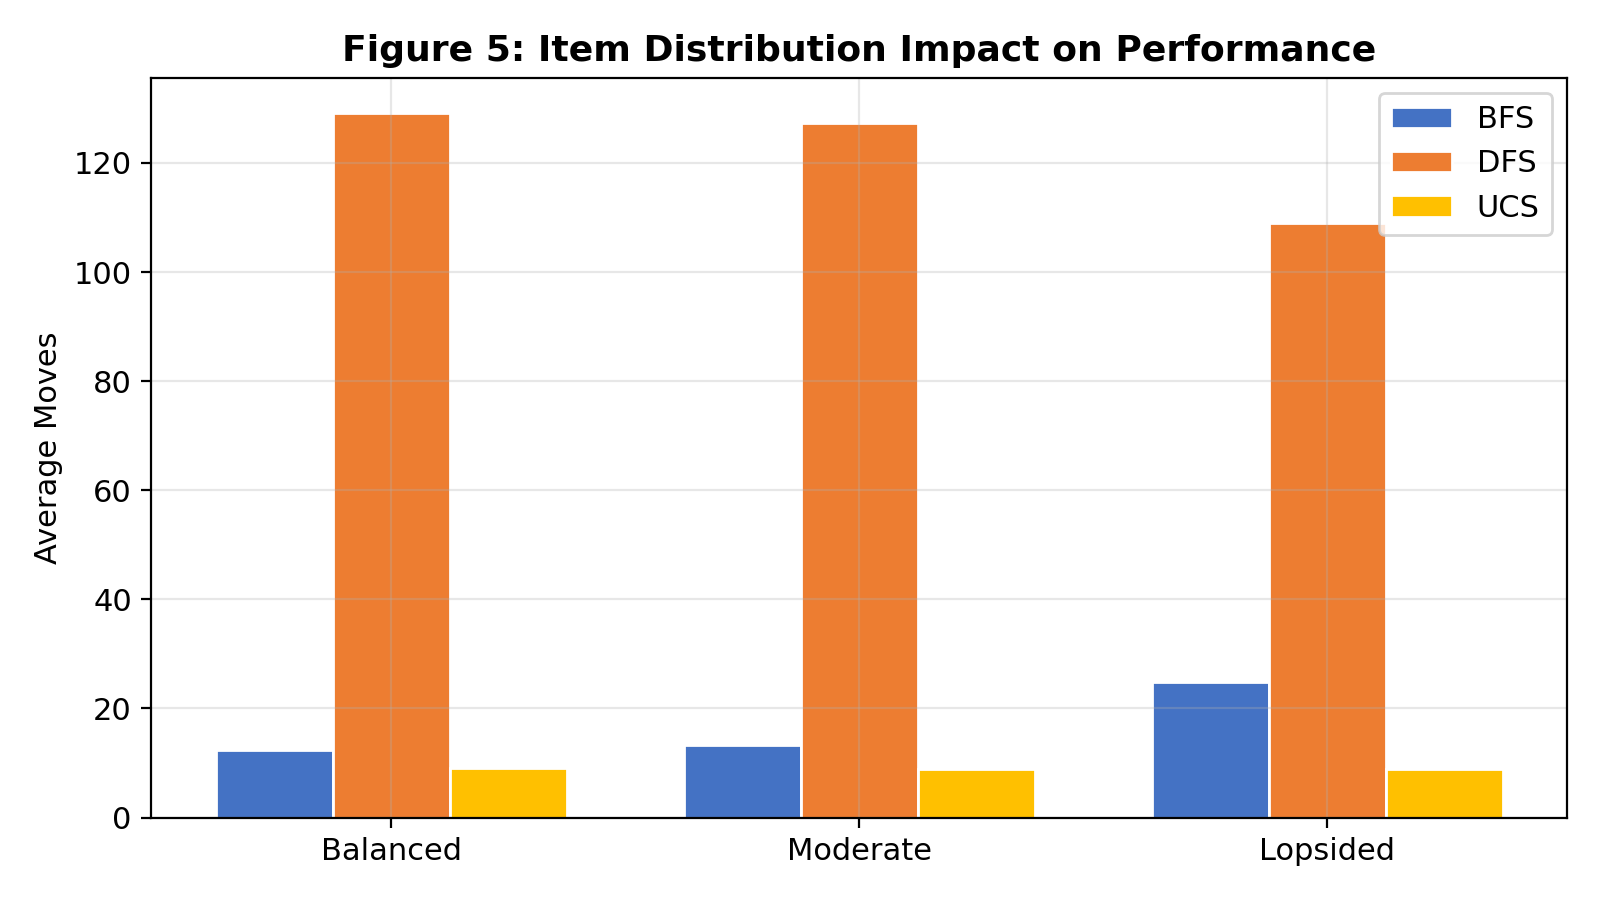 Figure 5: Item Distribution Impact on Performance
BFS
DFS
UCS
Average Moves
120
100
80
60
40
20
0
Balanced
Moderate
Lopsided